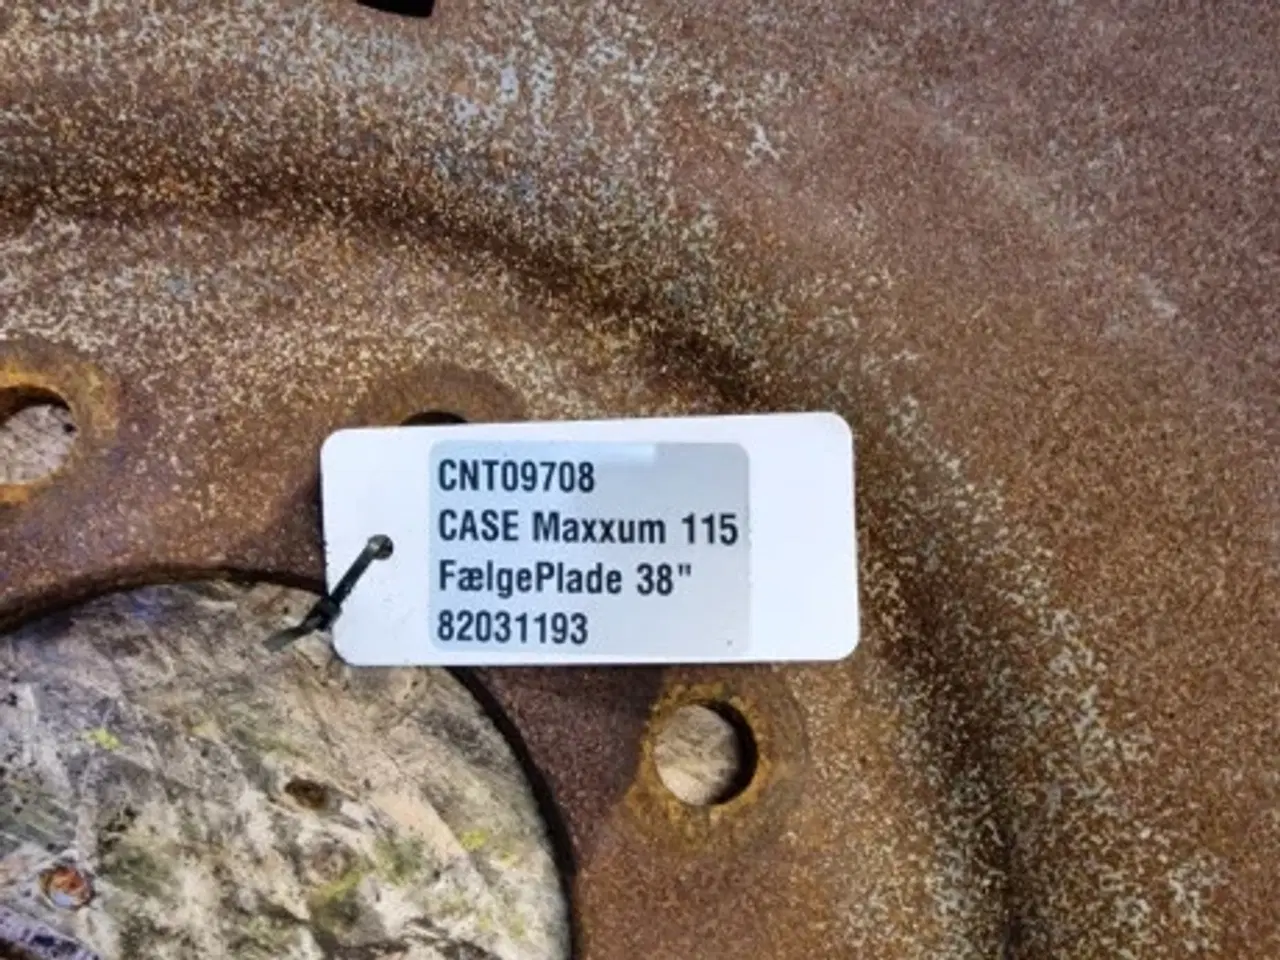 CNT09708
CASE Maxxum 115
FælgePlade 38"
82031193